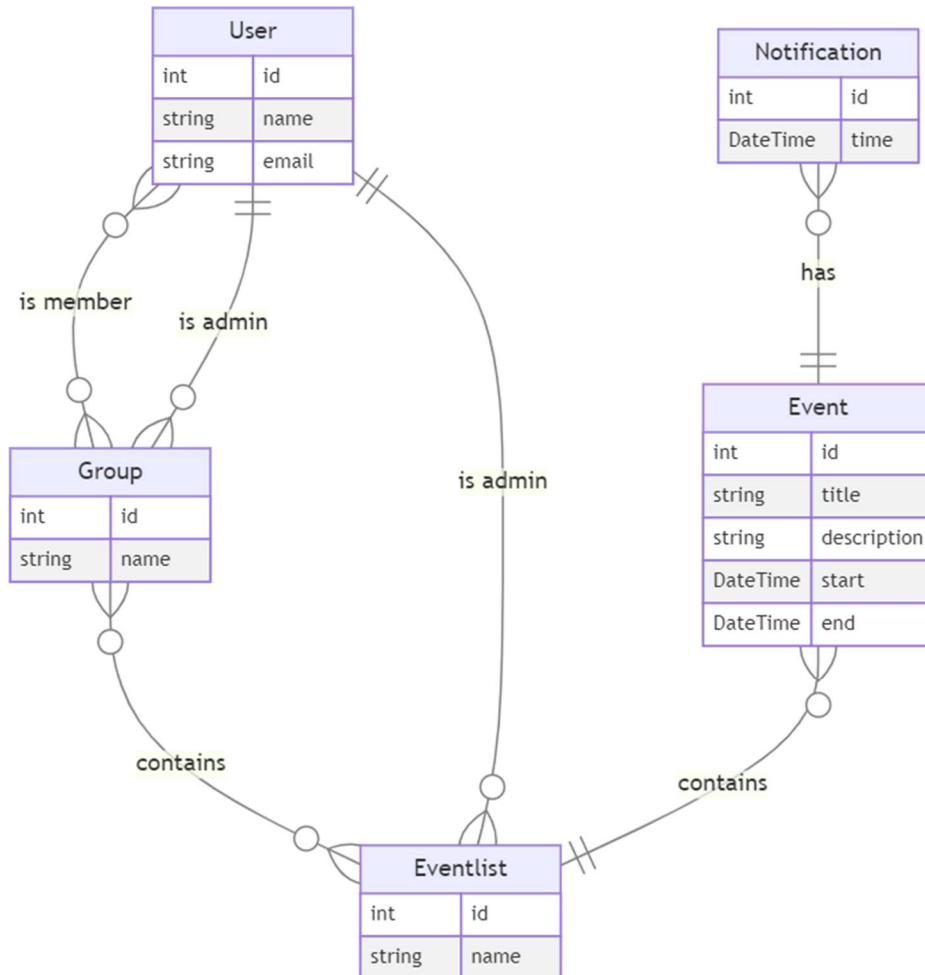 User
int id
string name
string email
Notification
int id
DateTime time
has
is member
is admin
Event
int id
string title
string description
DateTime start
DateTime end
Group
int id
string name
is admin
contains
contains
Eventlist
int id
string name